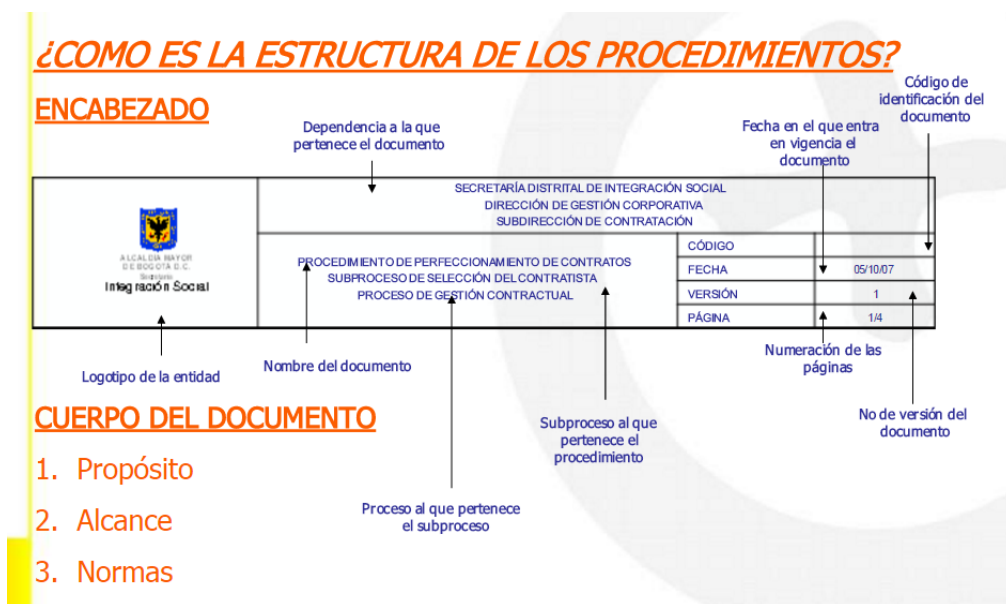 ¿COMO ES LA ESTRUCTURA DE LOS PROCEDIMIENTOS?
ENCABEZADO
Código de
identificación del
documento
Dependencia a la que
pertenece el documento
Fecha en el que entra
en vigencia el
documento
SECRETARÍA DISTRITAL DE INTEGRACIÓN SOCIAL
DIRECCIÓN DE GESTIÓN CORPORATIVA
SUBDIRECCIÓN DE CONTRATACIÓN
ALCALDIA MAYOR
DE BOGOTÁ D.C.
Secretaría
Integración Social
PROCEDIMIENTO DE PERFECCIONAMIENTO DE CONTRATOS
SUBPROCESO DE SELECCIÓN DEL CONTRATISTA
PROCESO DE GESTIÓN CONTRACTUAL
CÓDIGO
FECHA 05/10/07
VERSIÓN 1
PÁGINA 1/4
Logotipo de la entidad
Nombre del documento
Numeración de las
páginas
Subproceso al que
pertenece el
procedimiento
No de versión del
documento
Proceso al que pertenece
el subproceso
CUERPO DEL DOCUMENTO
1. Propósito
2. Alcance
3. Normas